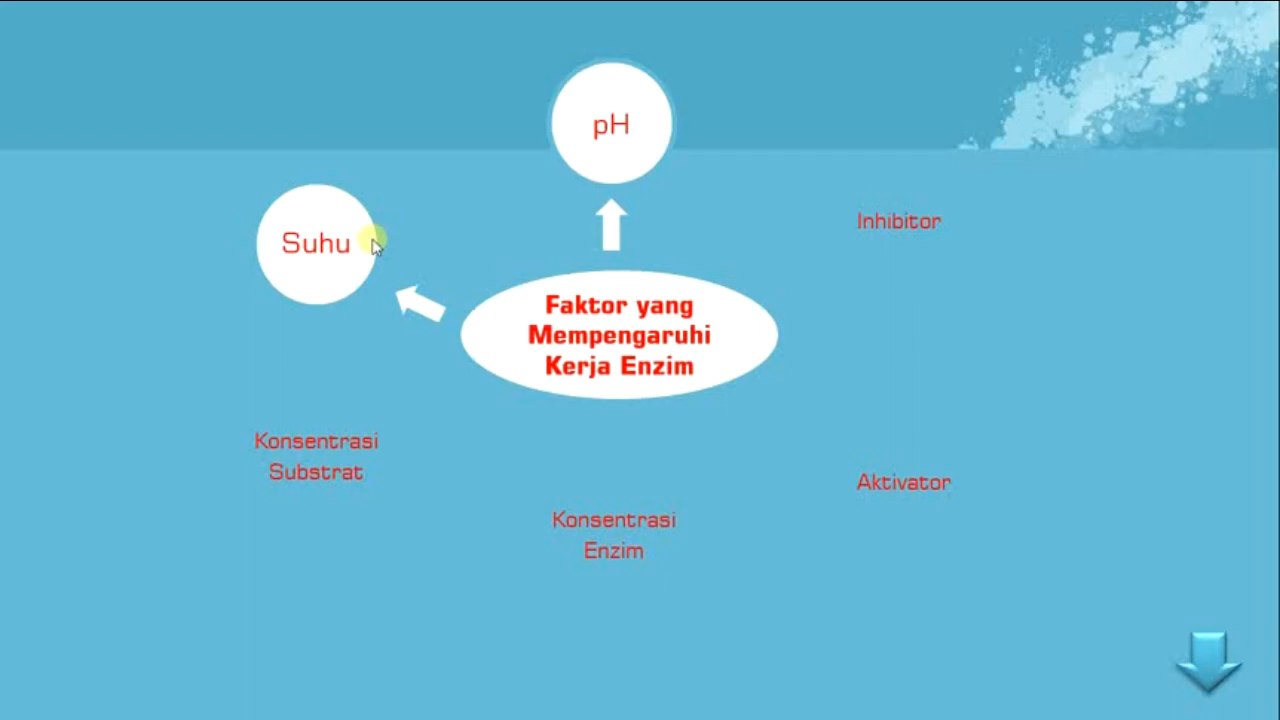 pH
Suhu
Inhibitor
Faktor yang
Mempengaruhi
Kerja Enzim
Konsentrasi
Substrat
Aktivator
Konsentrasi
Enzim